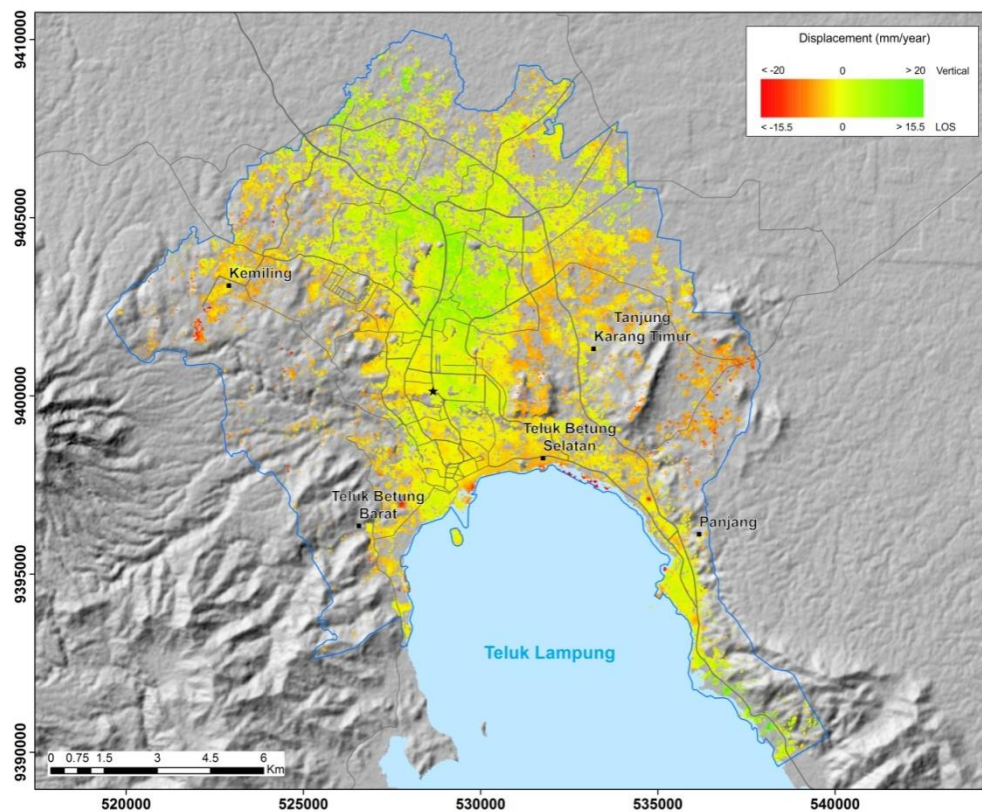 Displacement (mm/year)
< -20 0 > 20 Vertical
< -15.5 0 > 15.5 LOS
9410000
9405000
9400000
9395000
9390000
Kemiling
Tanjung
Karang Timur
Teluk Betung
Selatan
Teluk Betung
Barat
Panjang
Teluk Lampung
0 0.75 1.5 3 4.5 6
Km
520000 525000 530000 535000 540000